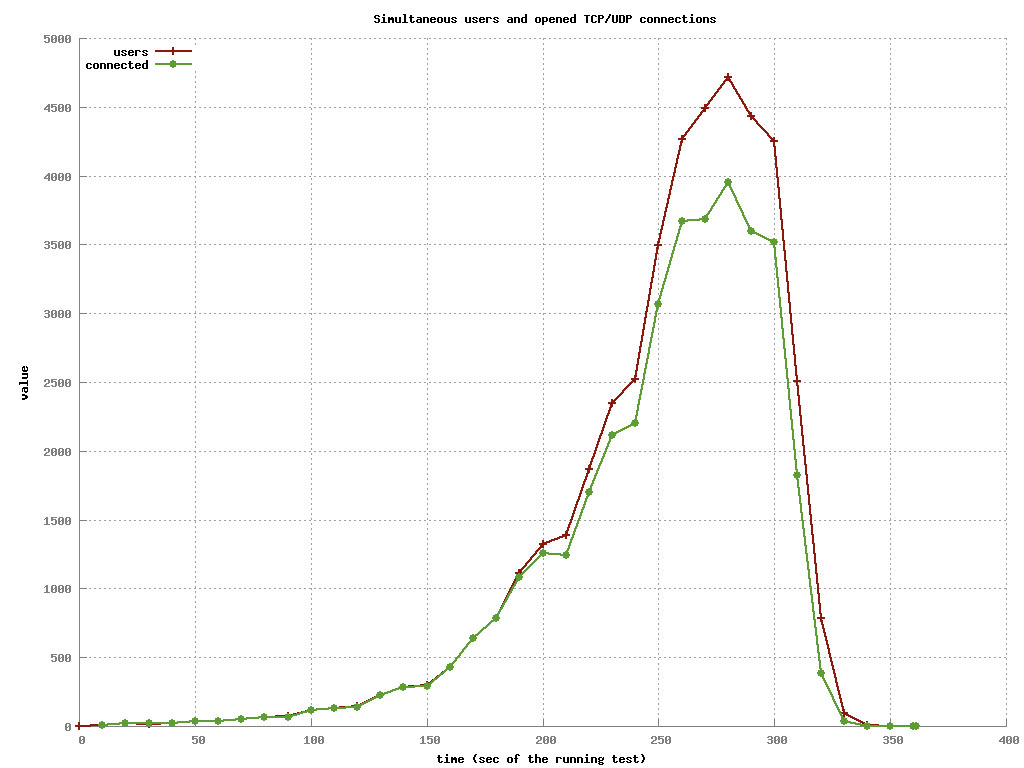 Simultaneous users and opened TCP/UDP connections
users
connected
5000
4500
4000
3500
3000
2500
2000
1500
1000
500
0
value
0 50 100 150 200 250 300 350 400
time (sec of the running test)